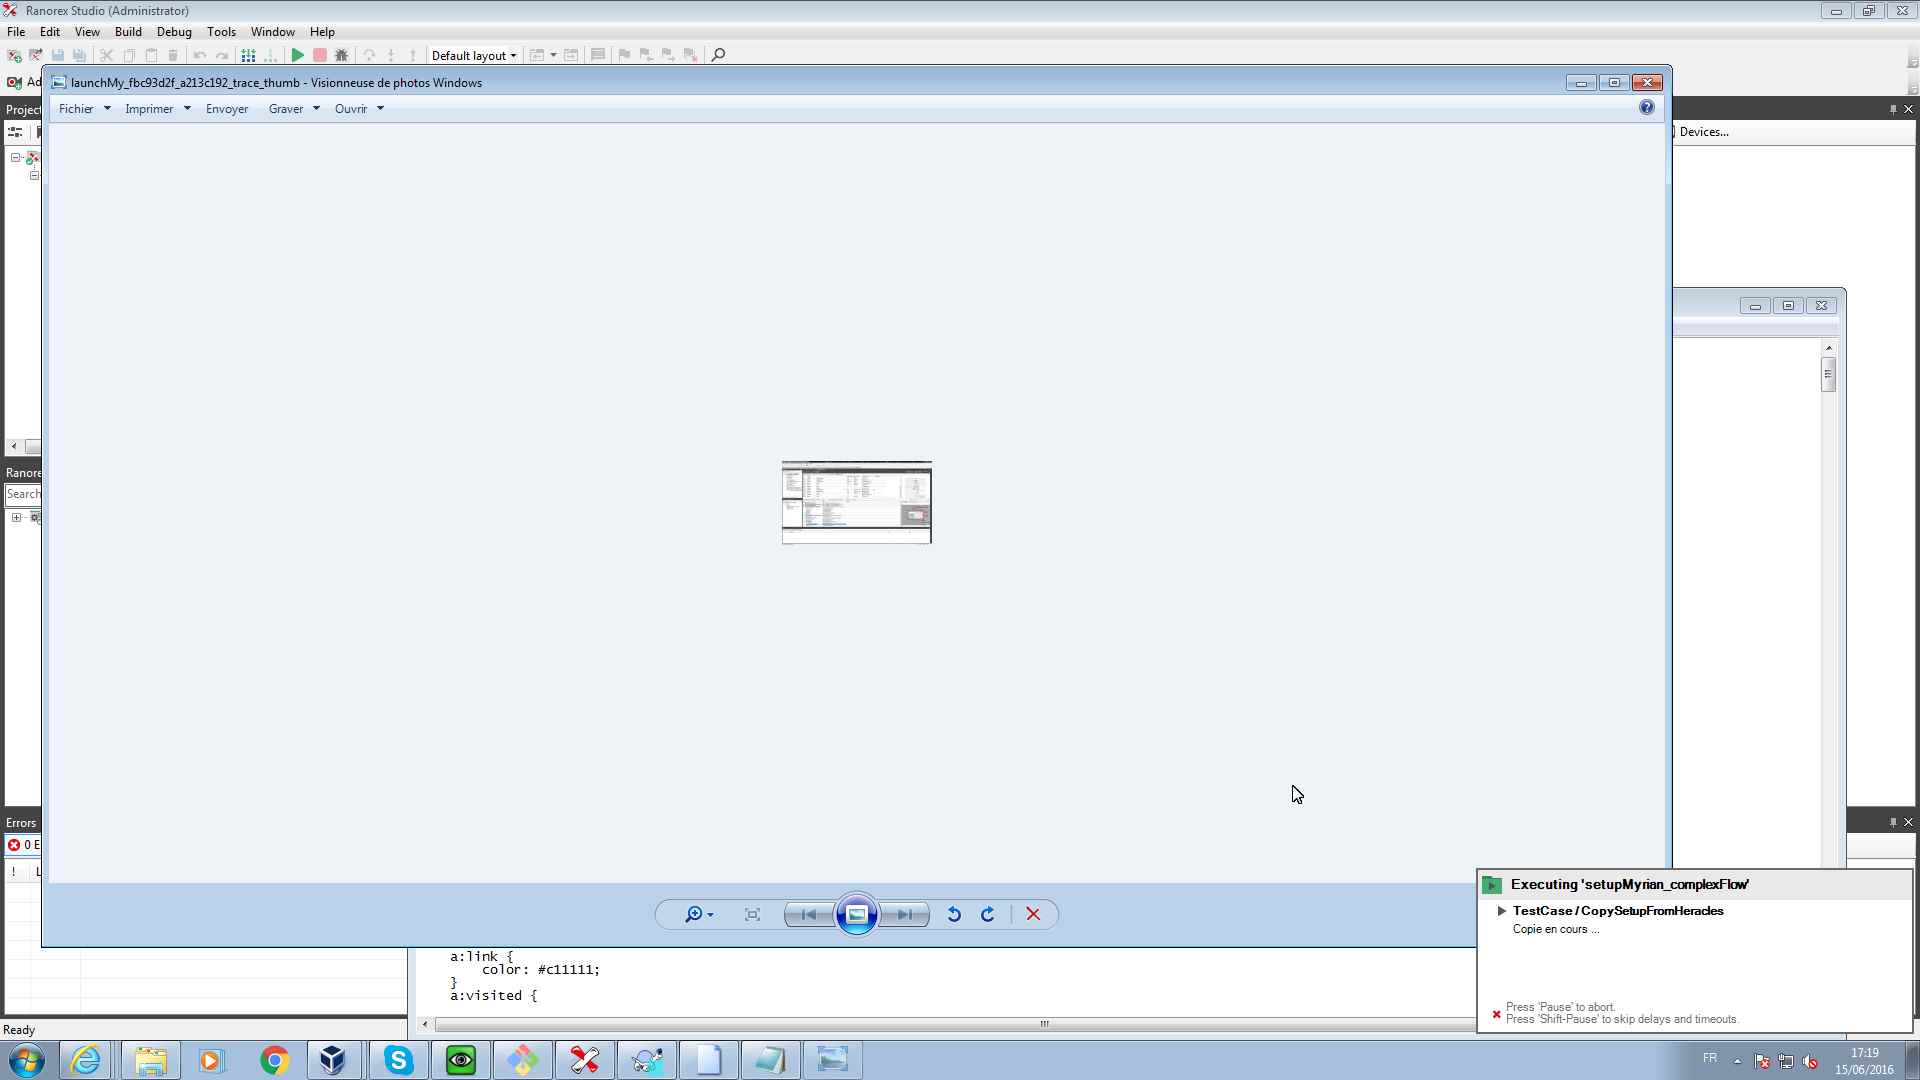 Ranorex Studio (Administrator)
File Edit View Build Debug Tools Window Help
Default layout
Ad
launchMy_fbc93d2f_a213c192_trace_thumb - Visionneuse de photos Windows
Fichier Imprimer Envoyer Graver Ouvrir
Projec
Devices...
Ranore
Search
Errors
0 E
!
Executing 'setupMyrian_complexFlow'
TestCase / CopySetupFromHeracles
Copie en cours ...
Press 'Pause' to abort.
Press 'Shift-Pause' to skip delays and timeouts.
a:link {
color: #c11111;
}
a:visited {
Ready
FR
17:19
15/06/2016